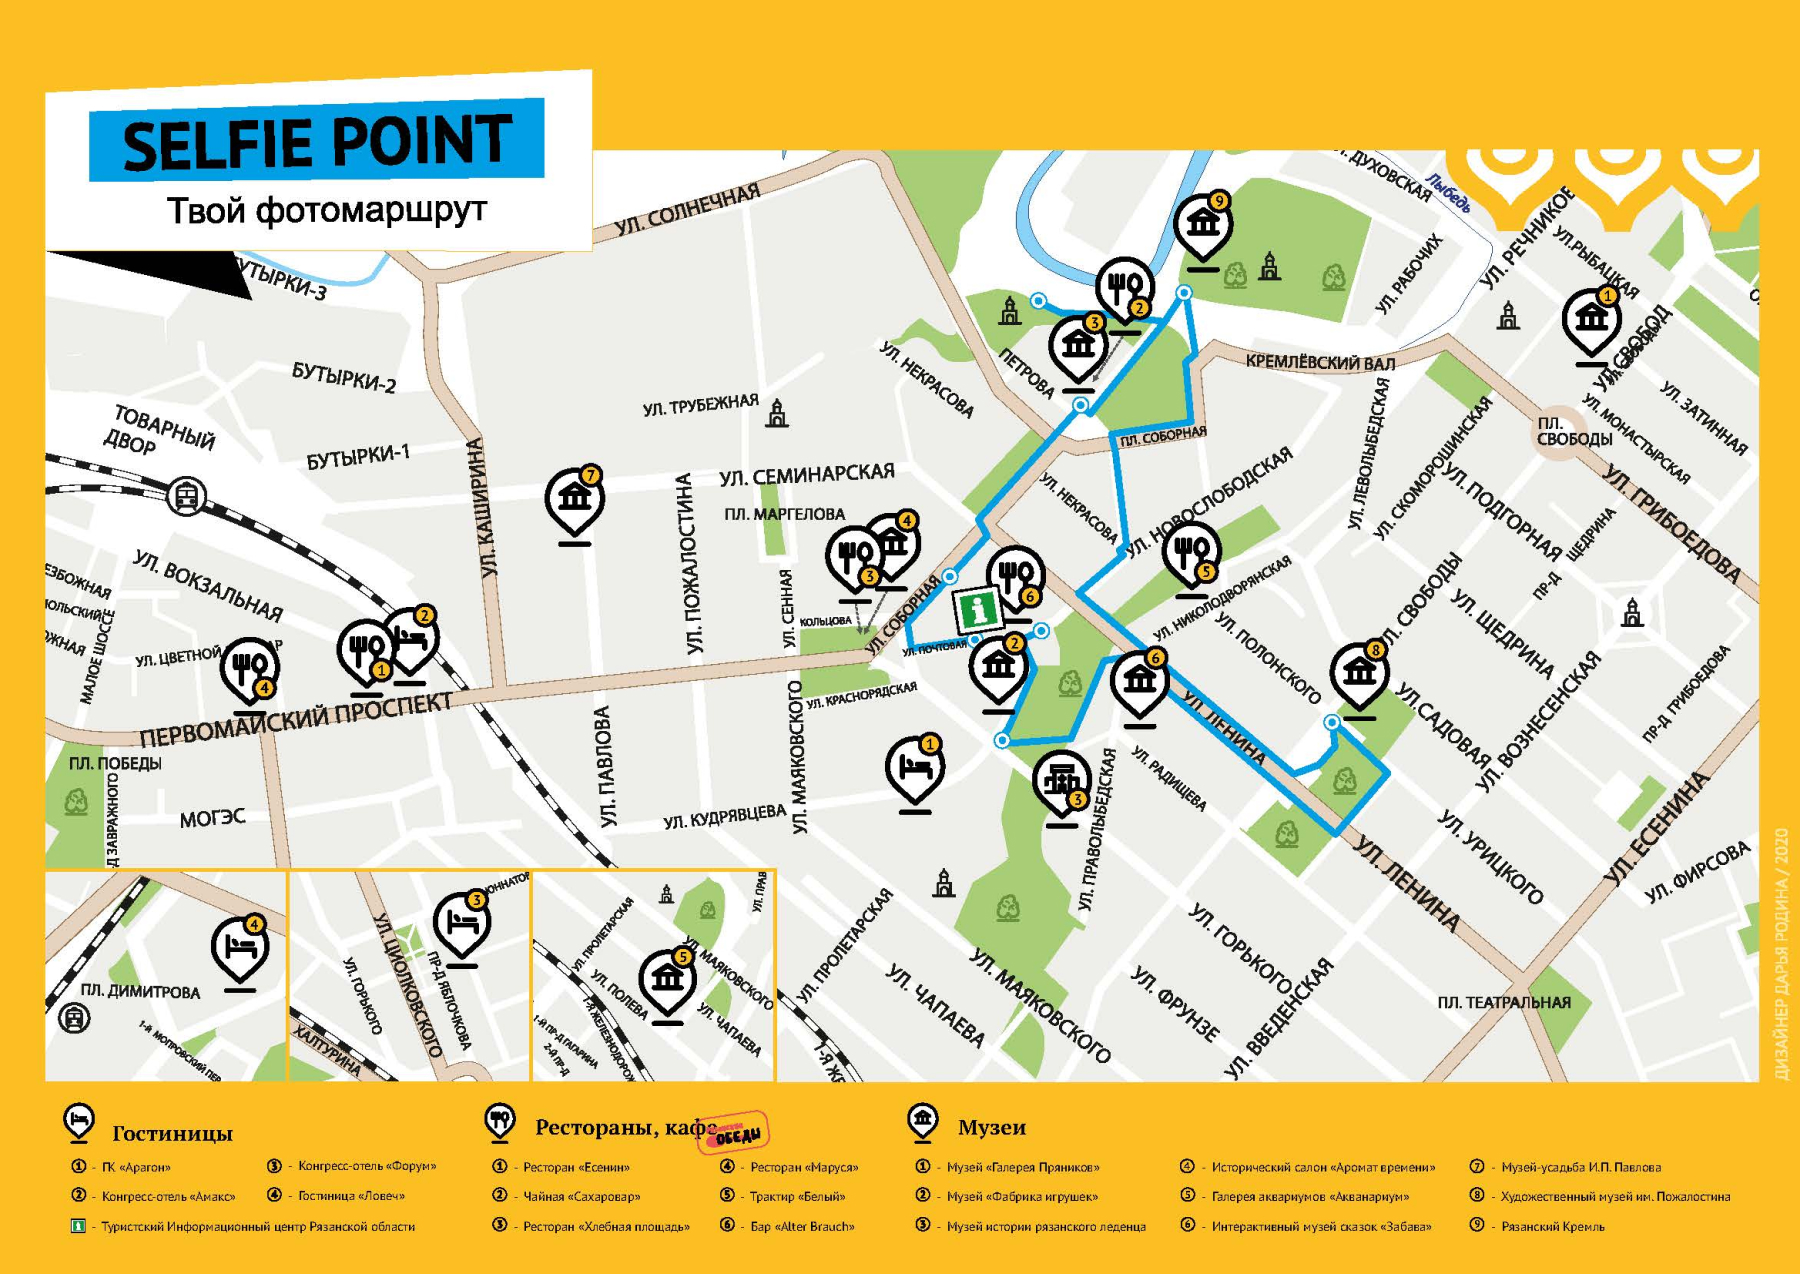 SELFIE POINT
Твой фотомаршрут
УЛ. СОЛНЕЧНАЯ
УЛ. ДУХОВСКАЯ
Лыбедь
УЛ. РЕЧНИКОВ
УЛ.РЫБАЦКАЯ
УЛ. РАБОЧИХ
БУТЫРКИ-3
БУТЫРКИ-2
БУТЫРКИ-1
ТОВАРНЫЙ
ДВОР
УЛ. КАШИРИНА
УЛ. ТРУБЕЖНАЯ
УЛ. НЕКРАСОВА
ПЕТРОВА
КРЕМЛЁВСКИЙ ВАЛ
УЛ. СВОБОД
УЛ. ЗАТИННАЯ
УЛ. МОНАСТЫРСКАЯ
ПЛ.
СВОБОДЫ
ПЛ. СОБОРНАЯ
УЛ. ЛЕВОЛЫБЕДСКАЯ
УЛ. СКОМОРОШИНСКАЯ
УЛ. ПОДГОРНАЯ
УЛ. ГРИБОЕДОВА
УЛ. СЕМИНАРСКАЯ
ПЛ. МАРГЕЛОВА
УЛ. ПОЖАЛОСТИНА
УЛ. СЕННАЯ
КОЛЬЦОВА
УЛ. СОБОРНАЯ
УЛ. ПОЧТОВАЯ
УЛ. НЕКРАСОВА
УЛ. НОВОСЛОБОДСКАЯ
УЛ. НИКОЛОДВОРЯНСКАЯ
УЛ. ПОЛОНСКОГО
УЛ. СВОБОДЫ
ПР-Д ЩЕДРИНА
УЛ. ЩЕДРИНА
УЛ. ВОКЗАЛЬНАЯ
УЛ. ЦВЕТНОЙ
МАЛОЕ ШОССЕ
ПЕРВОМАЙСКИЙ ПРОСПЕКТ
ПЛ. ПОБЕДЫ
МОГЭС
Д ЗАВРАЖНОГО
УЛ. ПАВЛОВА
УЛ. МАЯКОВСКОГО
УЛ. КРАСНОРЯДСКАЯ
УЛ. КУДРЯВЦЕВА
УЛ. ПРАВОЛЫБЕДСКАЯ
УЛ. РАДИЩЕВА
УЛ. ЛЕНИНА
УЛ.САДОВАЯ
УЛ. ВОЗНЕСЕНСКАЯ
ПР-Д ГРИБОЕДОВА
УЛ. ЕСЕНИНА
УЛ. ФИРСОВА
УЛ. УРИЦКОГО
УЛ. ЛЕНИНА
УЛ. ГОРЬКОГО
УЛ. ПРОЛЕТАРСКАЯ
УЛ. ЧАПАЕВА
УЛ. МАЯКОВСКОГО
УЛ. ФРУНЗЕ
УЛ. ВВЕДЕНСКАЯ
ПЛ. ТЕАТРАЛЬНАЯ
ПЛ. ДИМИТРОВА
1-й МОПРОВСКИЙ ПЕР
УЛ. ЦИОЛКОВСКОГО
УЛ. ГОРЬКОГО
ПР-Д ЯБЛОЧКОВА
ХАЛТУРИНА
УЛ. ПРОЛЕТАРСКАЯ
УЛ. ПОЛЕВА
УЛ. МАЯКОВСКОГО
УЛ. ЧАПАЕВА
УЛ. ПРАВ
1-Й ПР-Д ГАГАРИНА
2-Й ПР-Д
ДИЗАЙНЕР ДАРЬЯ РОДИНА / 2020
Гостиницы
1 - ГК «Арагон»
2 - Конгресс-отель «Амакс»
3 - Конгресс-отель «Форум»
4 - Гостиница «Ловеч»
i - Туристский Информационный центр Рязанской области
Рестораны, кафе
ОБЕДЫ
1 - Ресторан «Есенин»
2 - Чайная «Сахаровар»
3 - Ресторан «Хлебная площадь»
4 - Ресторан «Маруся»
5 - Трактир «Белый»
6 - Бар «Alter Brauch»
Музеи
1 - Музей «Галерея Пряников»
2 - Музей «Фабрика игрушек»
3 - Музей истории рязанского леденца
4 - Исторический салон «Аромат времени»
5 - Галерея аквариумов «Акванариум»
6 - Интерактивный музей сказок «Забава»
7 - Музей-усадьба И.П. Павлова
8 - Художественный музей им. Пожалостина
9 - Рязанский Кремль